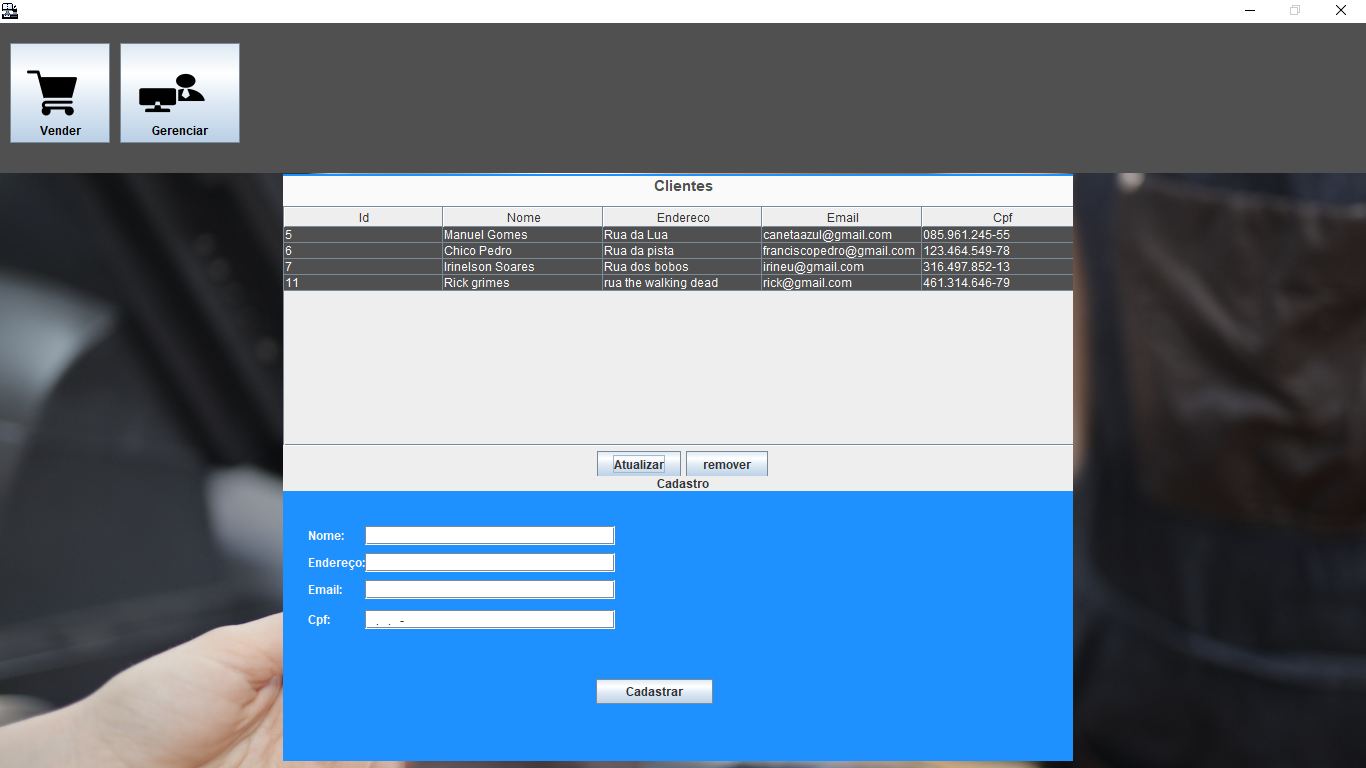 Vender Gerenciar
Clientes
Id Nome Endereco Email Cpf
5 Manuel Gomes Rua da Lua canetaazul@gmail.com 085.961.245-55
6 Chico Pedro Rua da pista franciscopedro@gmail.com 123.464.549-78
7 Irinelson Soares Rua dos bobos irineu@gmail.com 316.497.852-13
11 Rick grimes rua the walking dead rick@gmail.com 461.314.646-79
Atualizar remover
Cadastro
Nome:
Endereço:
Email:
Cpf: . . -
Cadastrar